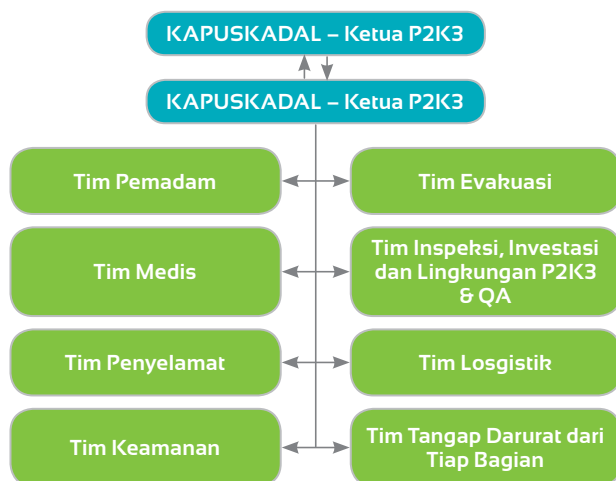 KAPUSKADAL – Ketua P2K3
KAPUSKADAL – Ketua P2K3
Tim Pemadam
Tim Evakuasi
Tim Medis
Tim Inspeksi, Investasi
dan Lingkungan P2K3
& QA
Tim Penyelamat
Tim Losgistik
Tim Keamanan
Tim Tangap Darurat dari
Tiap Bagian